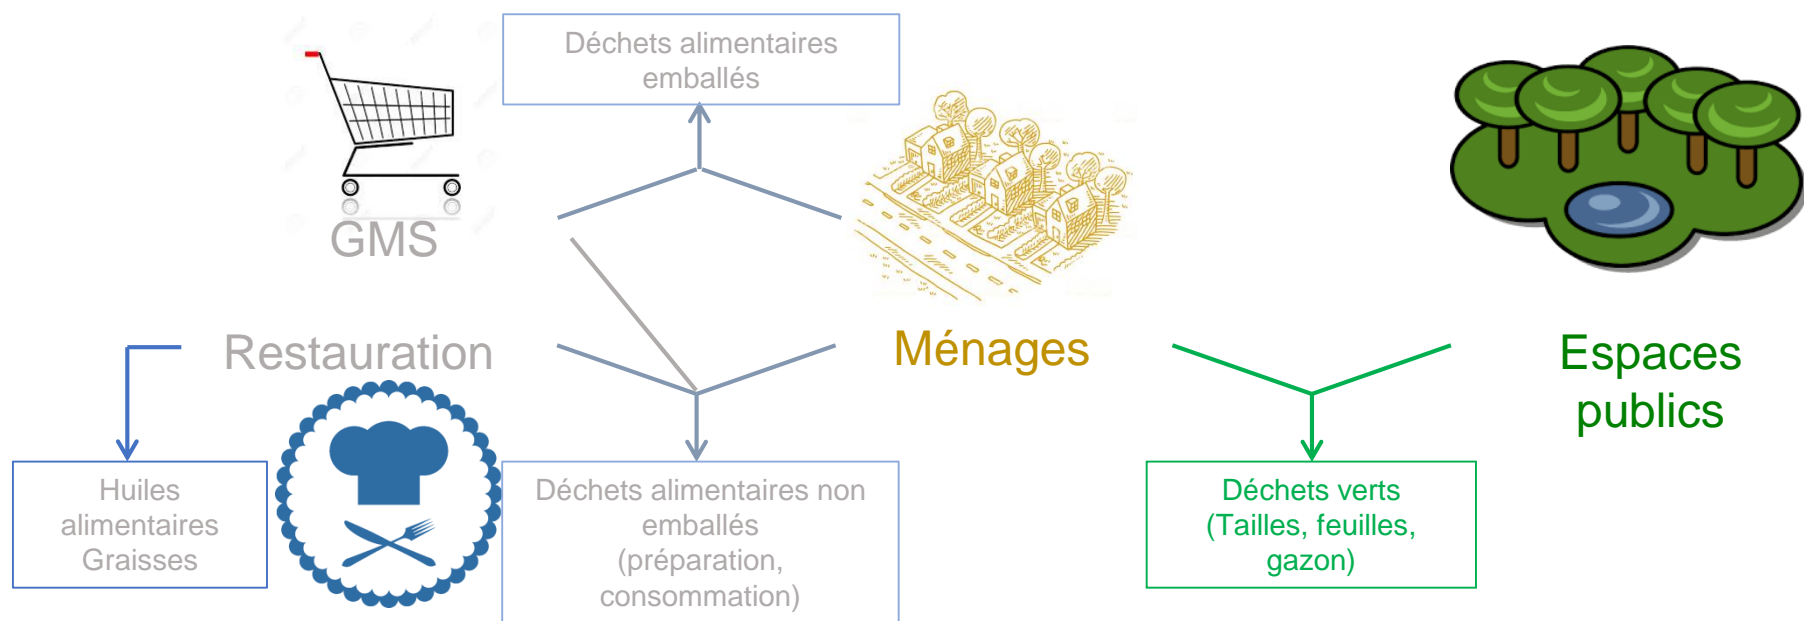 Déchets alimentaires
emballés
GMS
Restauration
Ménages
Espaces
publics
Huiles
alimentaires
Graisses
Déchets alimentaires non
emballés
(préparation,
consommation)
Déchets verts
(Tailles, feuilles,
gazon)